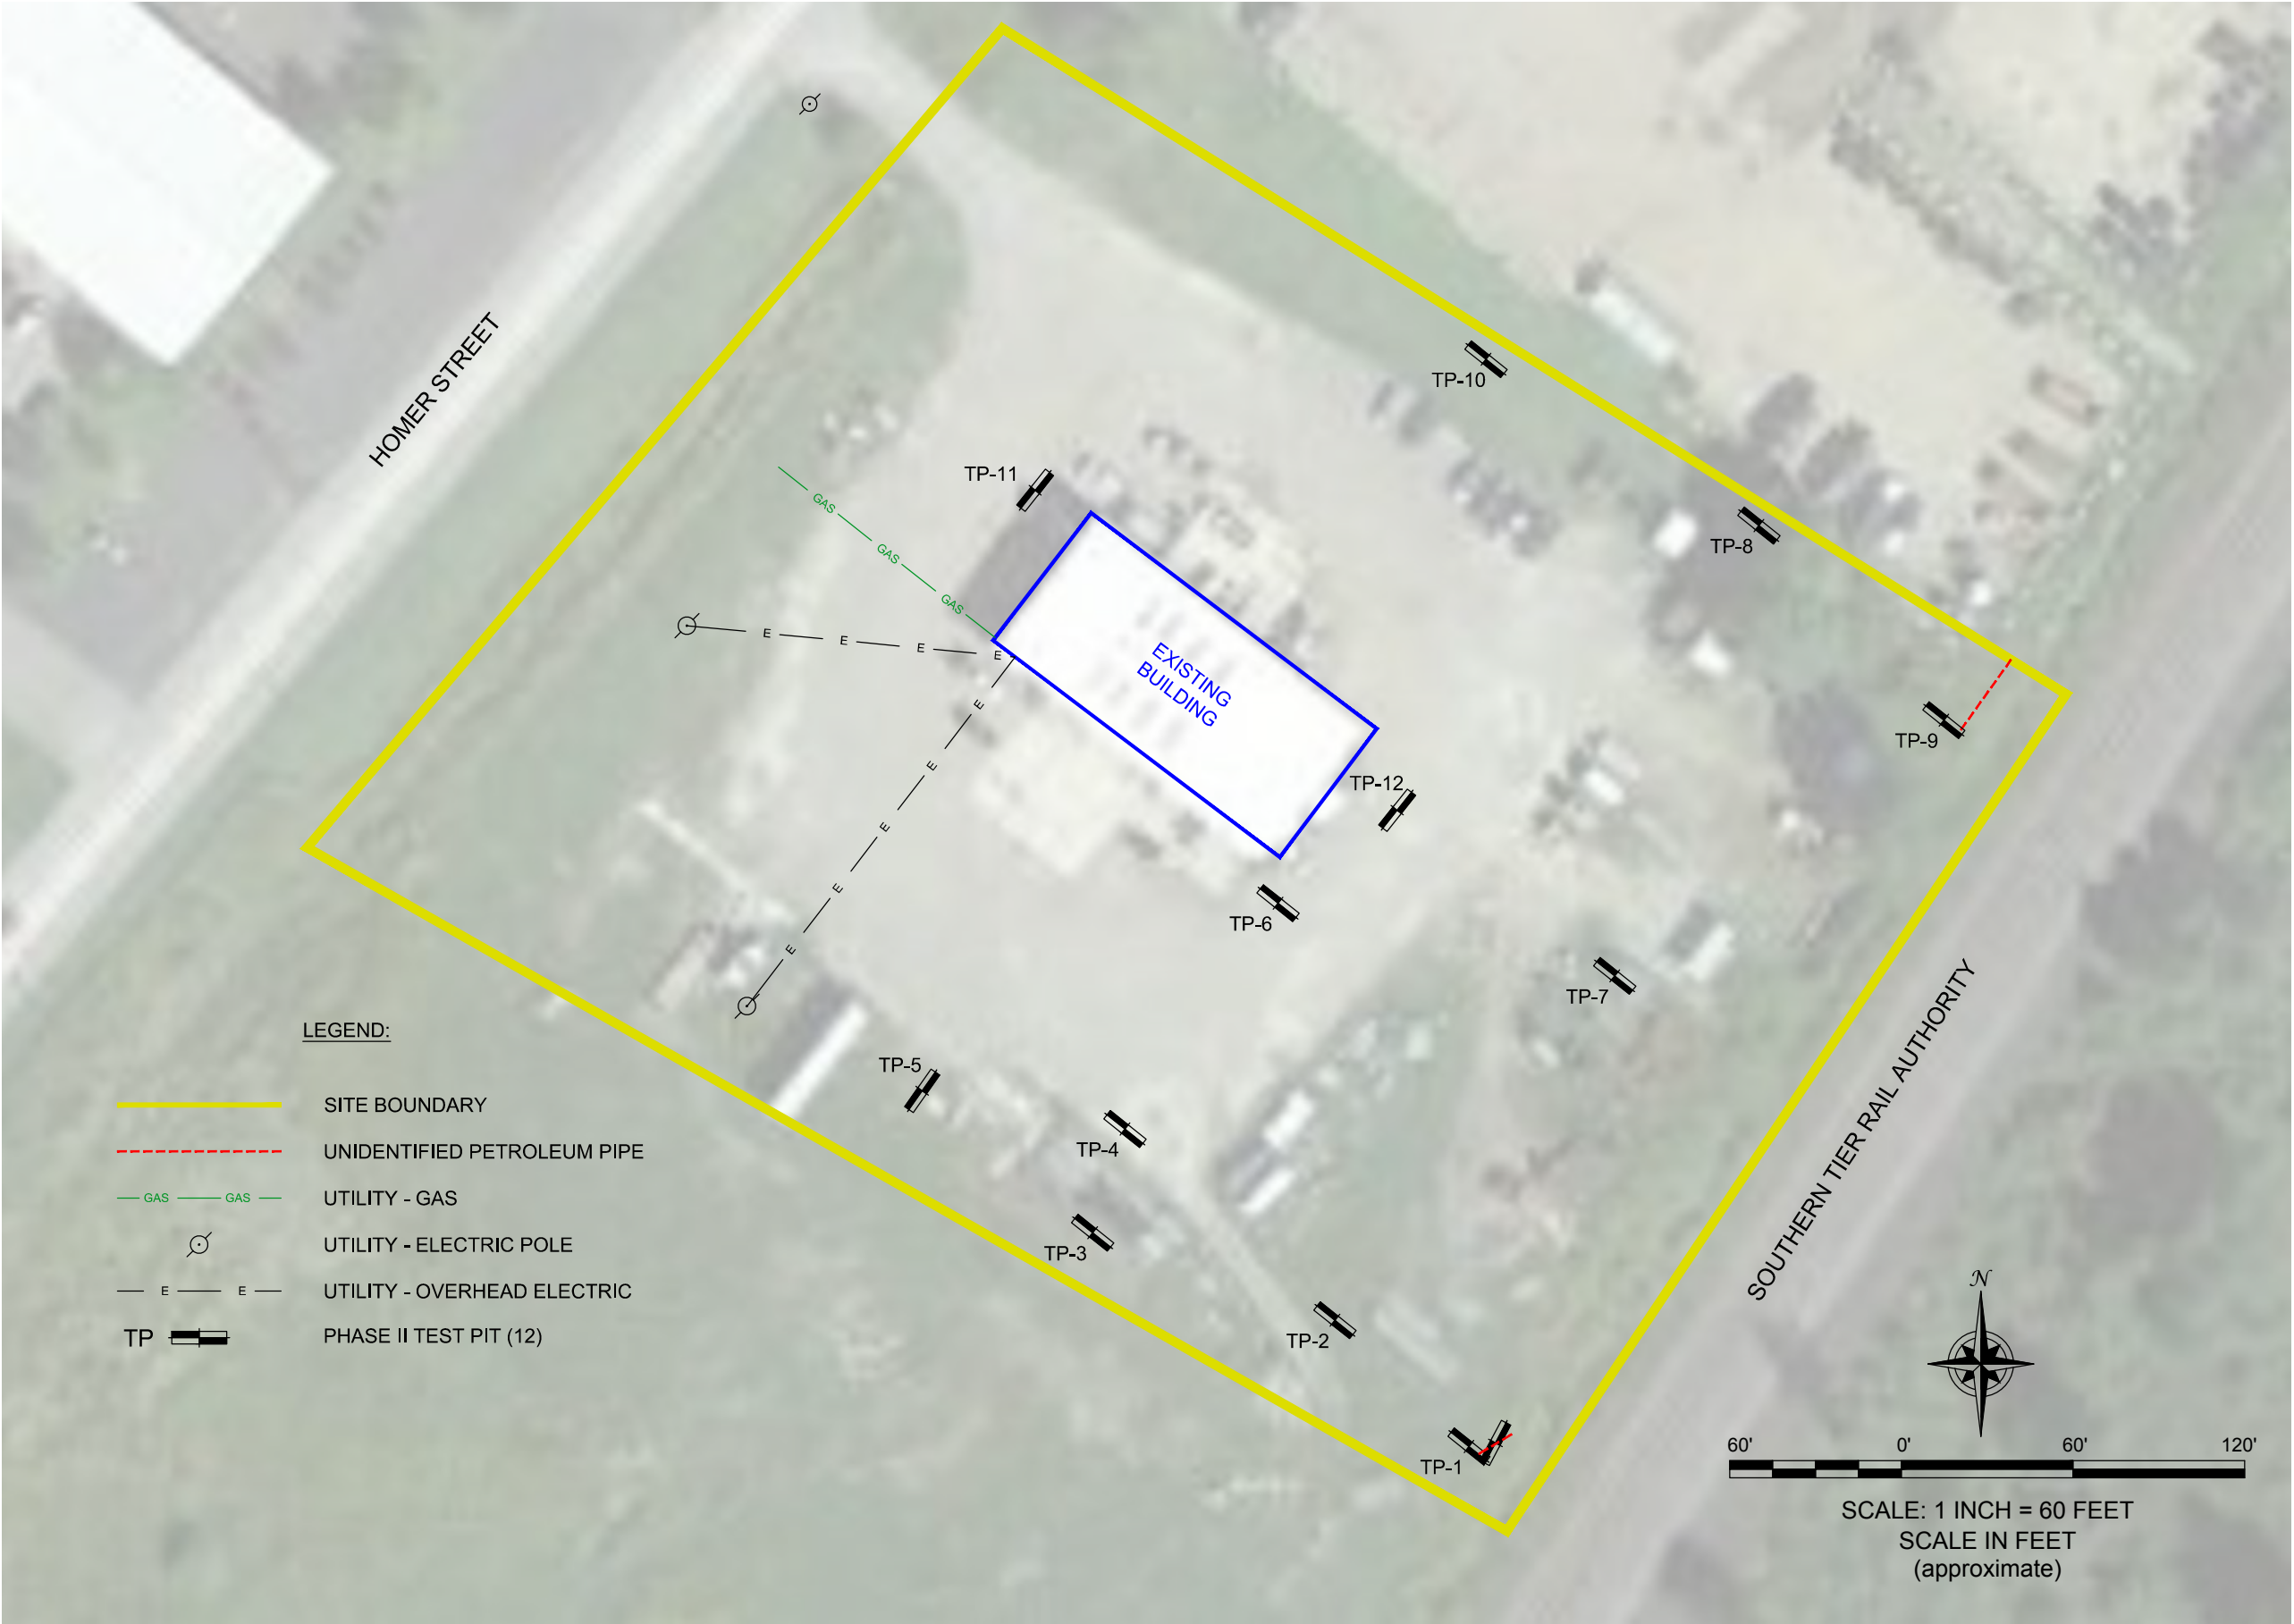 HOMER STREET
TP-10
TP-11
GAS
GAS
GAS
TP-8
E
E
E
E
EXISTING
BUILDING
E
E
E
E
E
TP-9
TP-12
TP-6
TP-7
TP-5
TP-4
TP-3
TP-2
TP-1
SOUTHERN TIER RAIL AUTHORITY
LEGEND:
SITE BOUNDARY
UNIDENTIFIED PETROLEUM PIPE
GAS GAS UTILITY - GAS
UTILITY - ELECTRIC POLE
E E UTILITY - OVERHEAD ELECTRIC
TP PHASE II TEST PIT (12)
N
60' 0' 60' 120'
SCALE: 1 INCH = 60 FEET
SCALE IN FEET
(approximate)